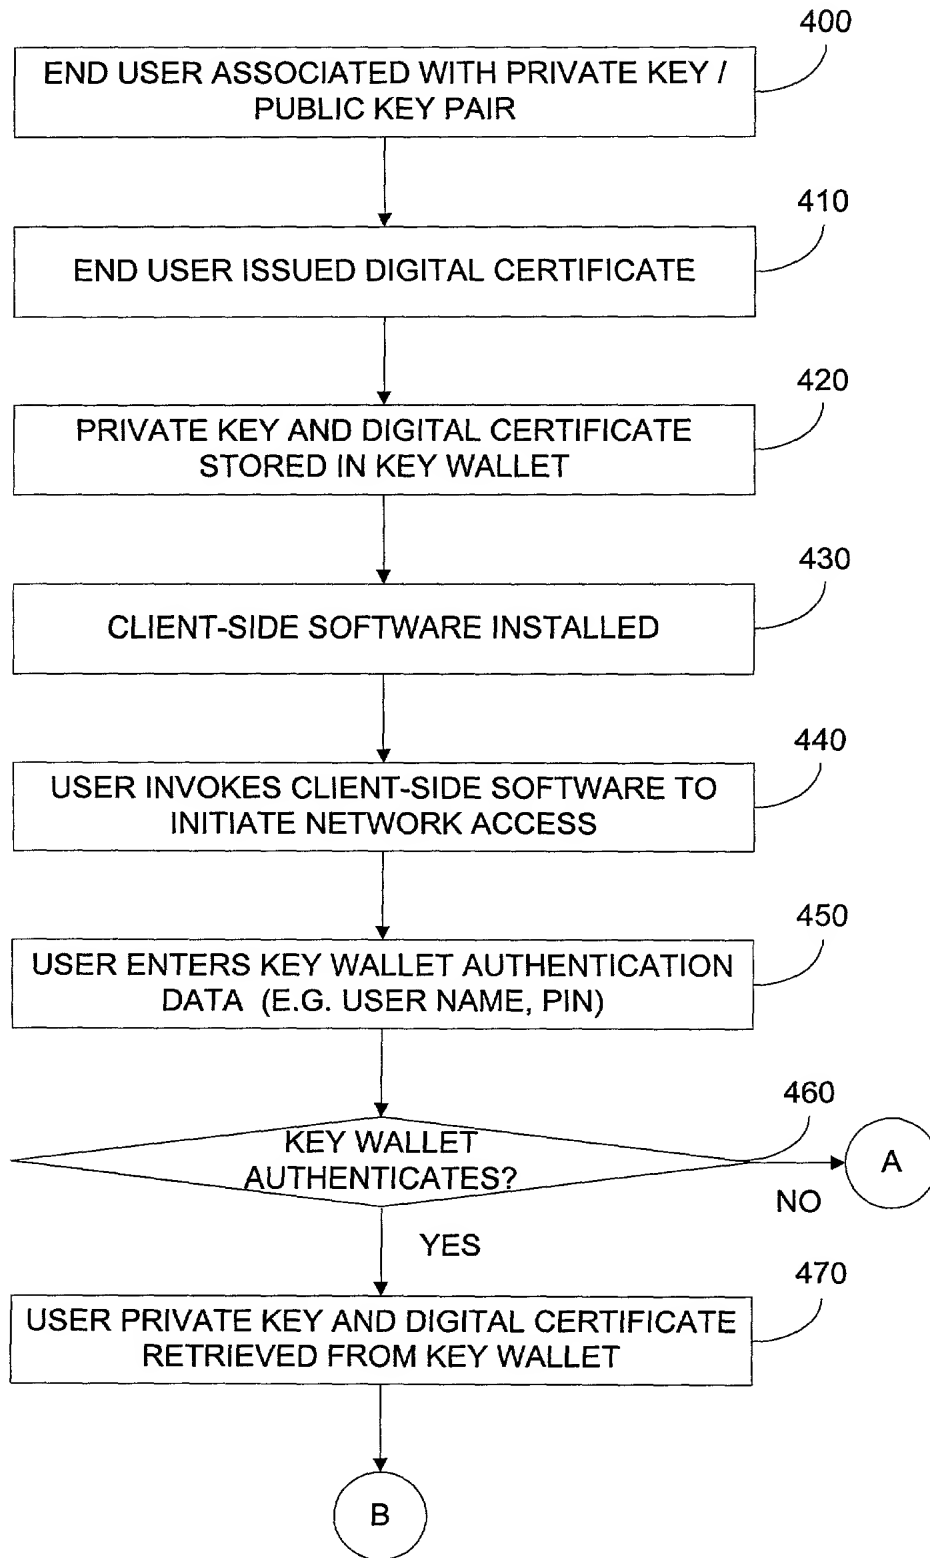 400
END USER ASSOCIATED WITH PRIVATE KEY /
PUBLIC KEY PAIR
410
END USER ISSUED DIGITAL CERTIFICATE
420
PRIVATE KEY AND DIGITAL CERTIFICATE
STORED IN KEY WALLET
430
CLIENT-SIDE SOFTWARE INSTALLED
440
USER INVOKES CLIENT-SIDE SOFTWARE TO
INITIATE NETWORK ACCESS
450
USER ENTERS KEY WALLET AUTHENTICATION
DATA (E.G. USER NAME, PIN)
460
KEY WALLET
AUTHENTICATES?
A
NO
YES
470
USER PRIVATE KEY AND DIGITAL CERTIFICATE
RETRIEVED FROM KEY WALLET
B